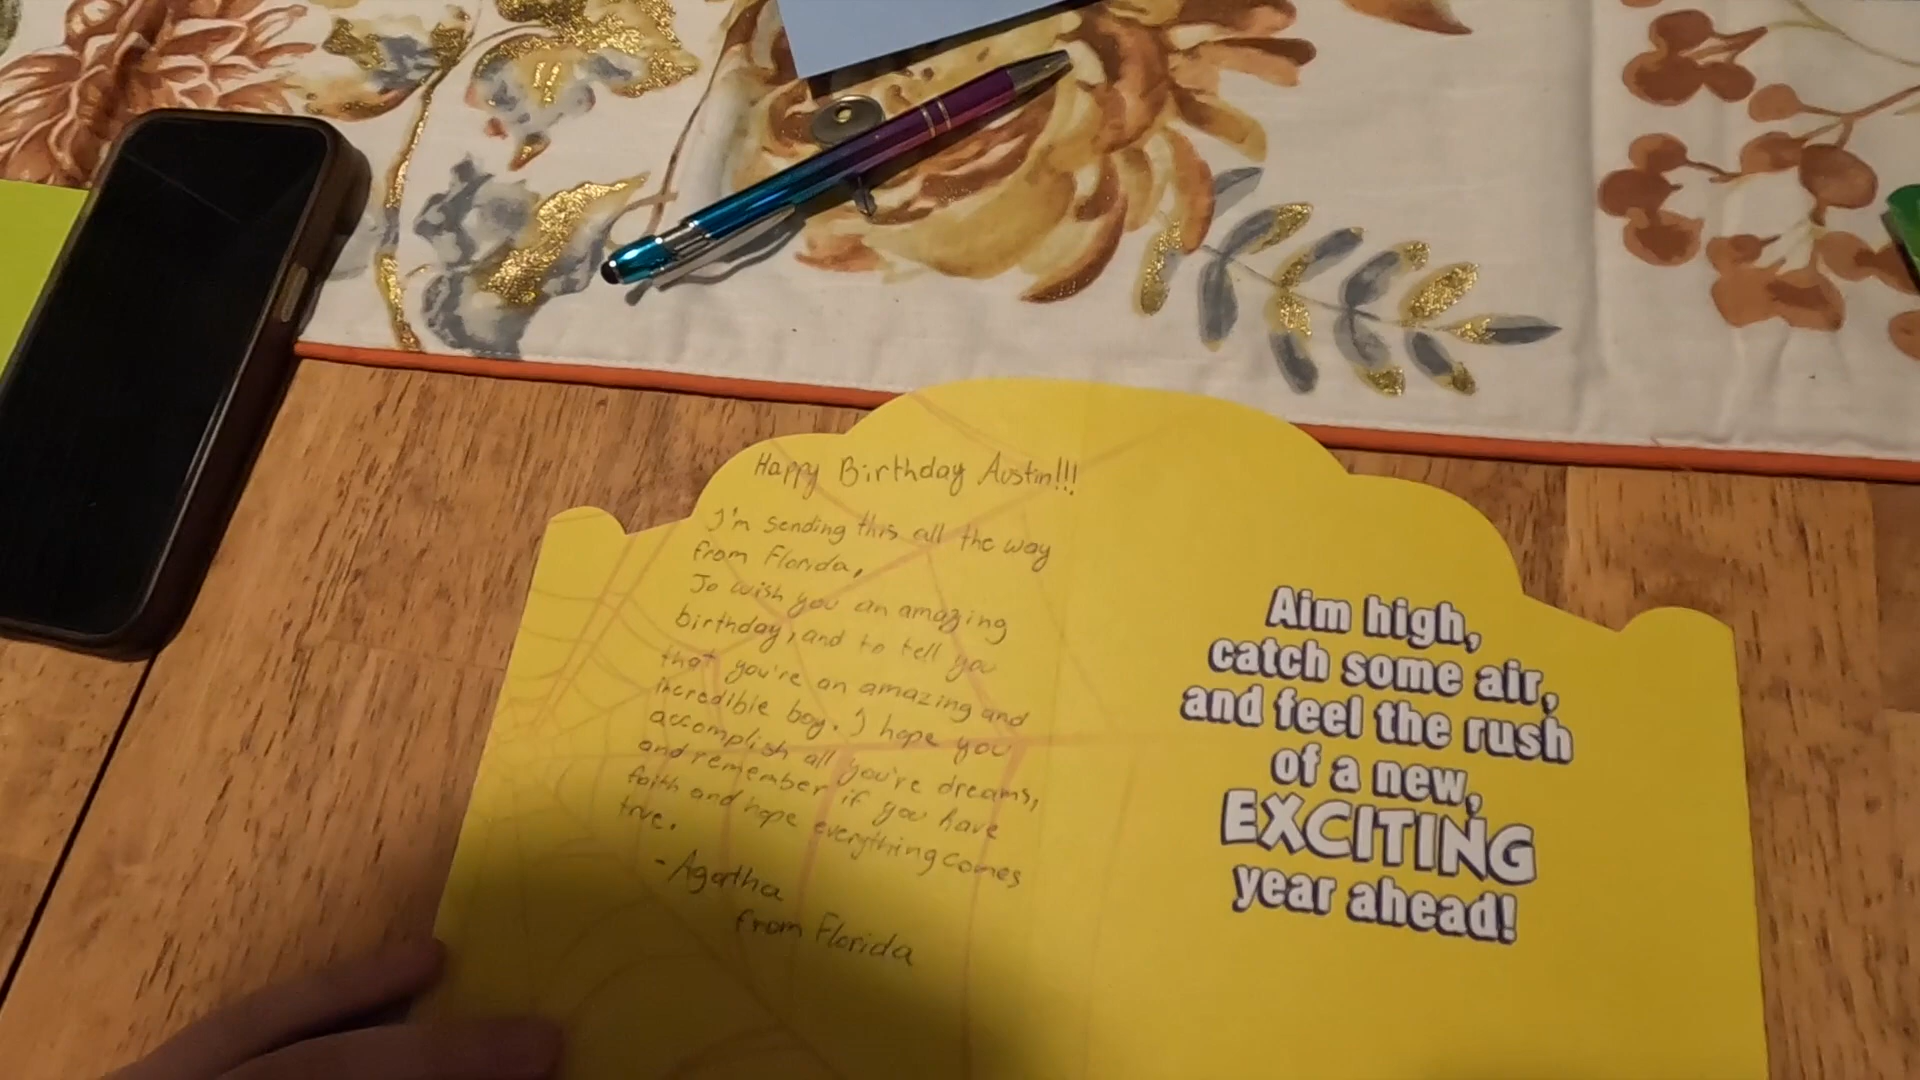 Happy Birthday Austin!!!
I'm sending this all the way
from Florida,
To wish you an amazing
birthday, and to tell you
that you're an amazing and
incredible boy. I hope you
accomplish all you're dreams,
and remember if you have
faith and hope everything comes
true.
- Agatha
from Florida
Aim high,
catch some air,
and feel the rush
of a new,
EXCITING
year ahead!